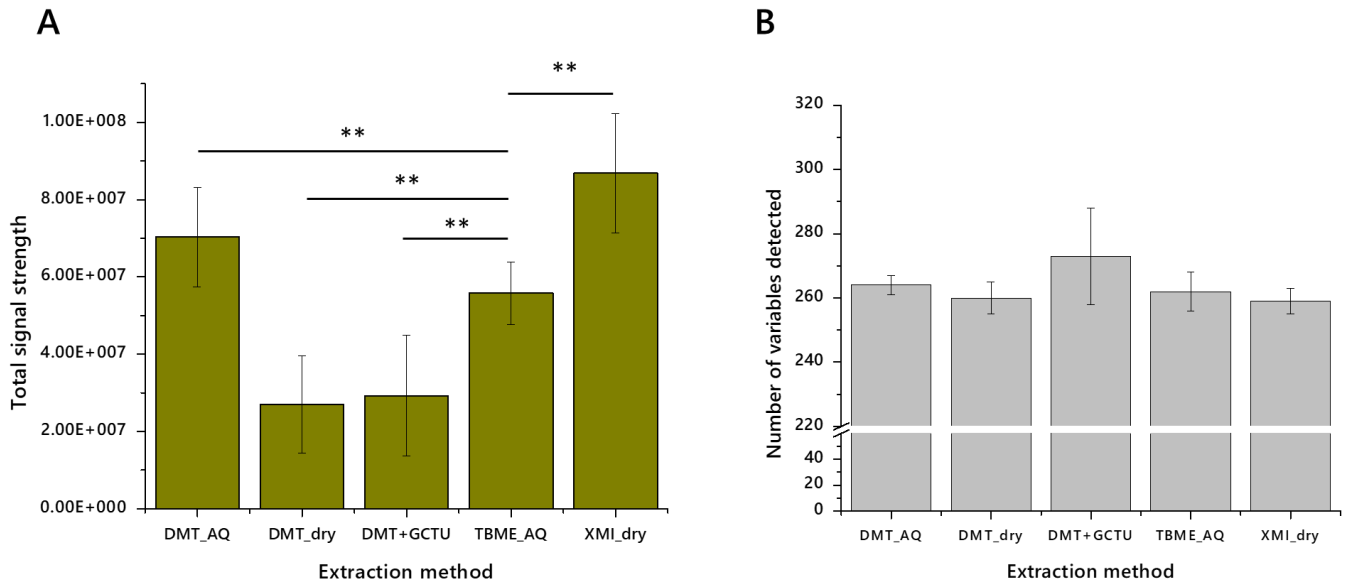 A
B
**
**
**
**
1.00E+008
8.00E+007
6.00E+007
4.00E+007
2.00E+007
0.00E+000
Total signal strength
DMT_AQ
DMT_dry
DMT+GCTU
TBME_AQ
XMI_dry
Extraction method
320
300
280
260
240
220
40
20
0
Number of variables detected
DMT_AQ
DMT_dry
DMT+GCTU
TBME_AQ
XMI_dry
Extraction method